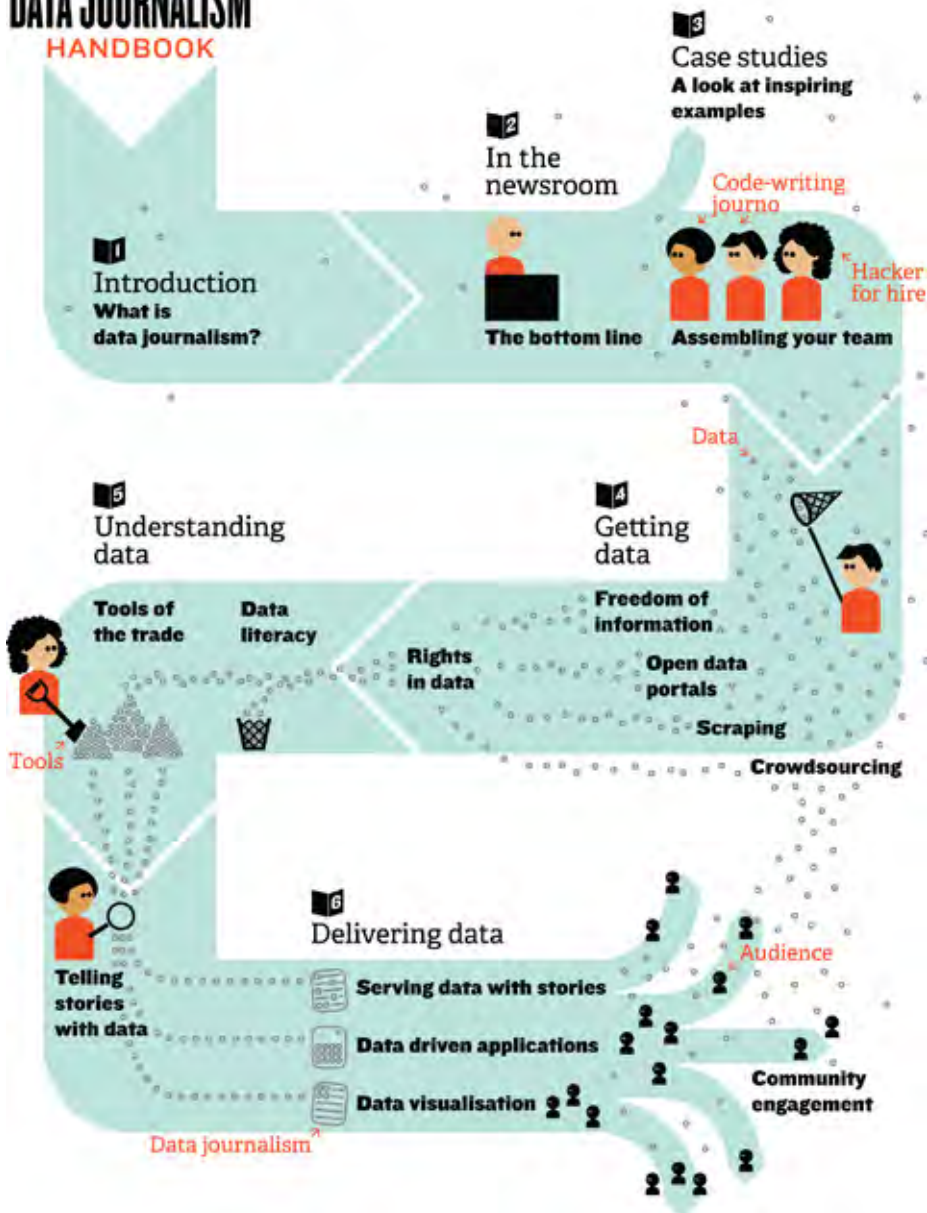 DATA JOURNALISM
HANDBOOK
1
Introduction
What is
data journalism?
2
In the
newsroom
The bottom line
3
Case studies
A look at inspiring
examples
Code-writing
journo
Hacker
for hire
Assembling your team
Data
4
Getting
data
Freedom of
information
Rights
in data
Open data
portals
Scraping
Crowdsourcing
5
Understanding
data
Tools of
the trade
Data
literacy
Tools
Telling
stories
with data
6
Delivering data
Serving data with stories
Data driven applications
Data visualisation
Data journalism
Audience
Community
engagement